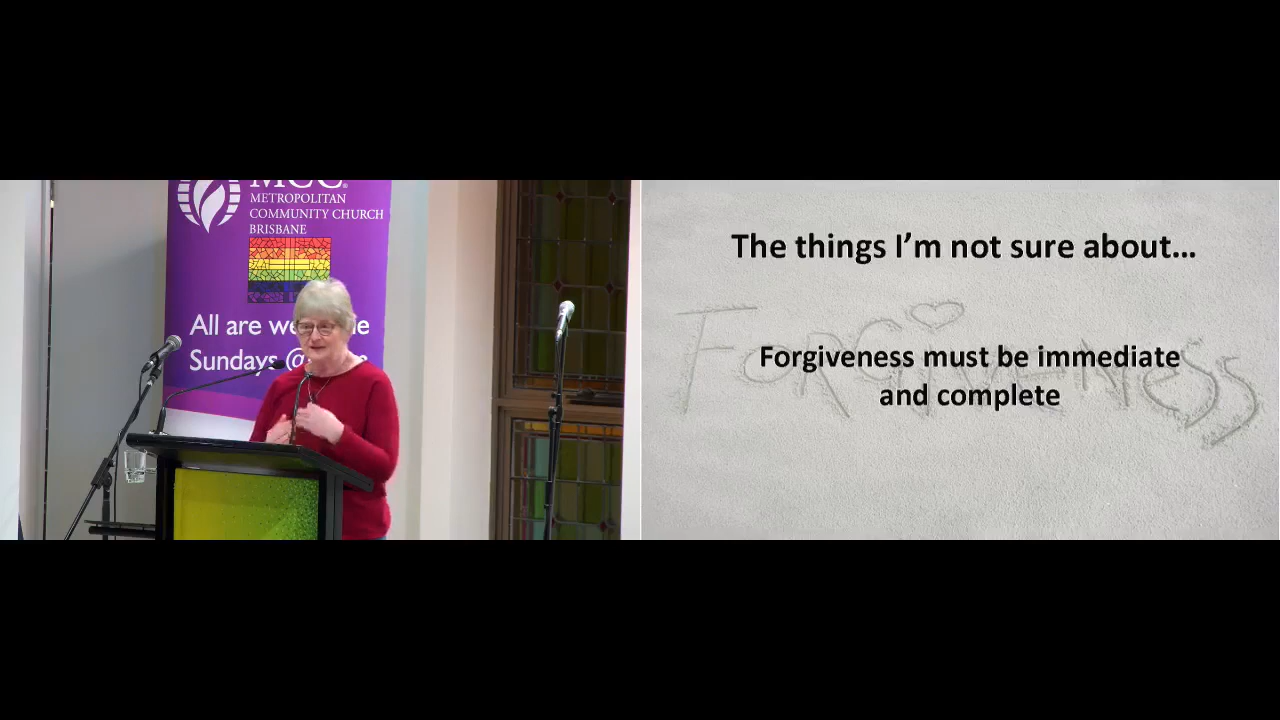 MCC®
METROPOLITAN
COMMUNITY CHURCH
BRISBANE
All are we
Sundays @
The things I'm not sure about...
FORGIVENESS
Forgiveness must be immediate
and complete